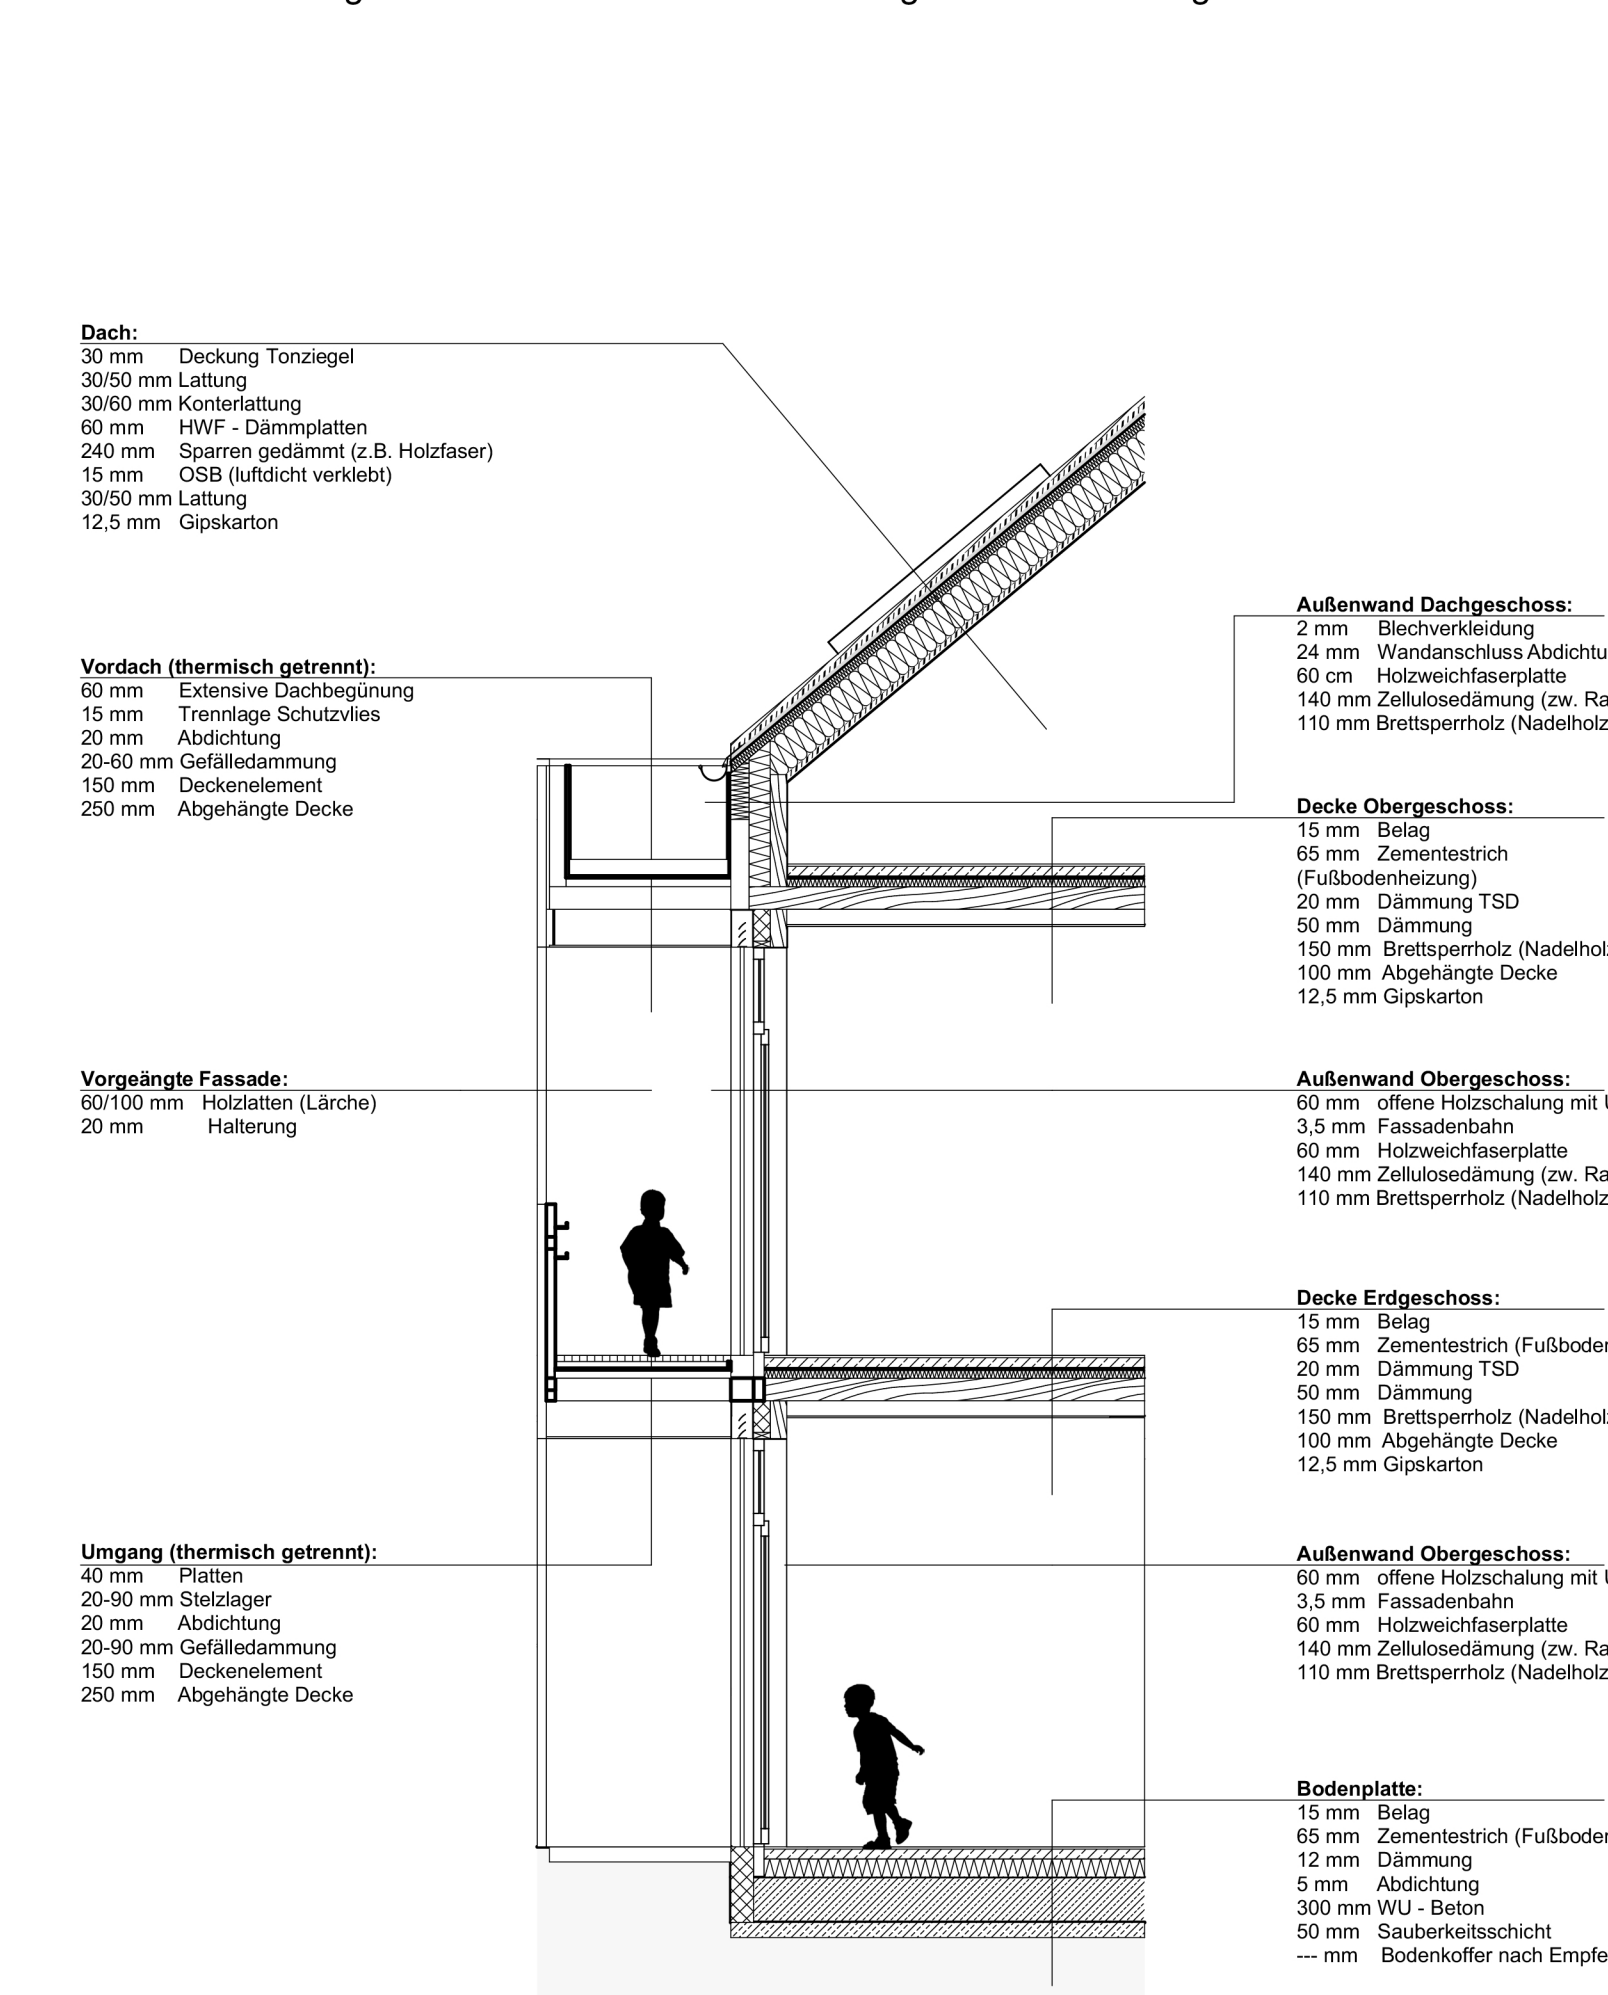 Dach:
30 mm Deckung Tonziegel
30/50 mm Lattung
30/60 mm Konterlattung
60 mm HWF - Dämmplatten
240 mm Sparren gedämmt (z.B. Holzfaser)
15 mm OSB (luftdicht verklebt)
30/50 mm Lattung
12,5 mm Gipskarton
Vordach (thermisch getrennt):
60 mm Extensive Dachbegünung
15 mm Trennlage Schutzvlies
20 mm Abdichtung
20-60 mm Gefälledammung
150 mm Deckenelement
250 mm Abgehängte Decke
Vorgeängte Fassade:
60/100 mm Holzlatten (Lärche)
20 mm Halterung
Umgang (thermisch getrennt):
40 mm Platten
20-90 mm Stelzlager
20 mm Abdichtung
20-90 mm Gefälledammung
150 mm Deckenelement
250 mm Abgehängte Decke
Außenwand Dachgeschoss:
2 mm Blechverkleidung
24 mm Wandanschluss Abdichtu
60 cm Holzweichfaserplatte
140 mm Zellulosedämung (zw. Ra
110 mm Brettsperrholz (Nadelholz
Decke Obergeschoss:
15 mm Belag
65 mm Zementestrich
(Fußbodenheizung)
20 mm Dämmung TSD
50 mm Dämmung
150 mm Brettsperrholz (Nadelholz
100 mm Abgehängte Decke
12,5 mm Gipskarton
Außenwand Obergeschoss:
60 mm offene Holzschalung mit U
3,5 mm Fassadenbahn
60 mm Holzweichfaserplatte
140 mm Zellulosedämung (zw. Ra
110 mm Brettsperrholz (Nadelholz
Decke Erdgeschoss:
15 mm Belag
65 mm Zementestrich (Fußboder
20 mm Dämmung TSD
50 mm Dämmung
150 mm Brettsperrholz (Nadelholz
100 mm Abgehängte Decke
12,5 mm Gipskarton
Außenwand Obergeschoss:
60 mm offene Holzschalung mit U
3,5 mm Fassadenbahn
60 mm Holzweichfaserplatte
140 mm Zellulosedämung (zw. Ra
110 mm Brettsperrholz (Nadelholz
Bodenplatte:
15 mm Belag
65 mm Zementestrich (Fußboder
12 mm Dämmung
5 mm Abdichtung
300 mm WU - Beton
50 mm Sauberkeitsschicht
--- mm Bodenkoffer nach Empfe